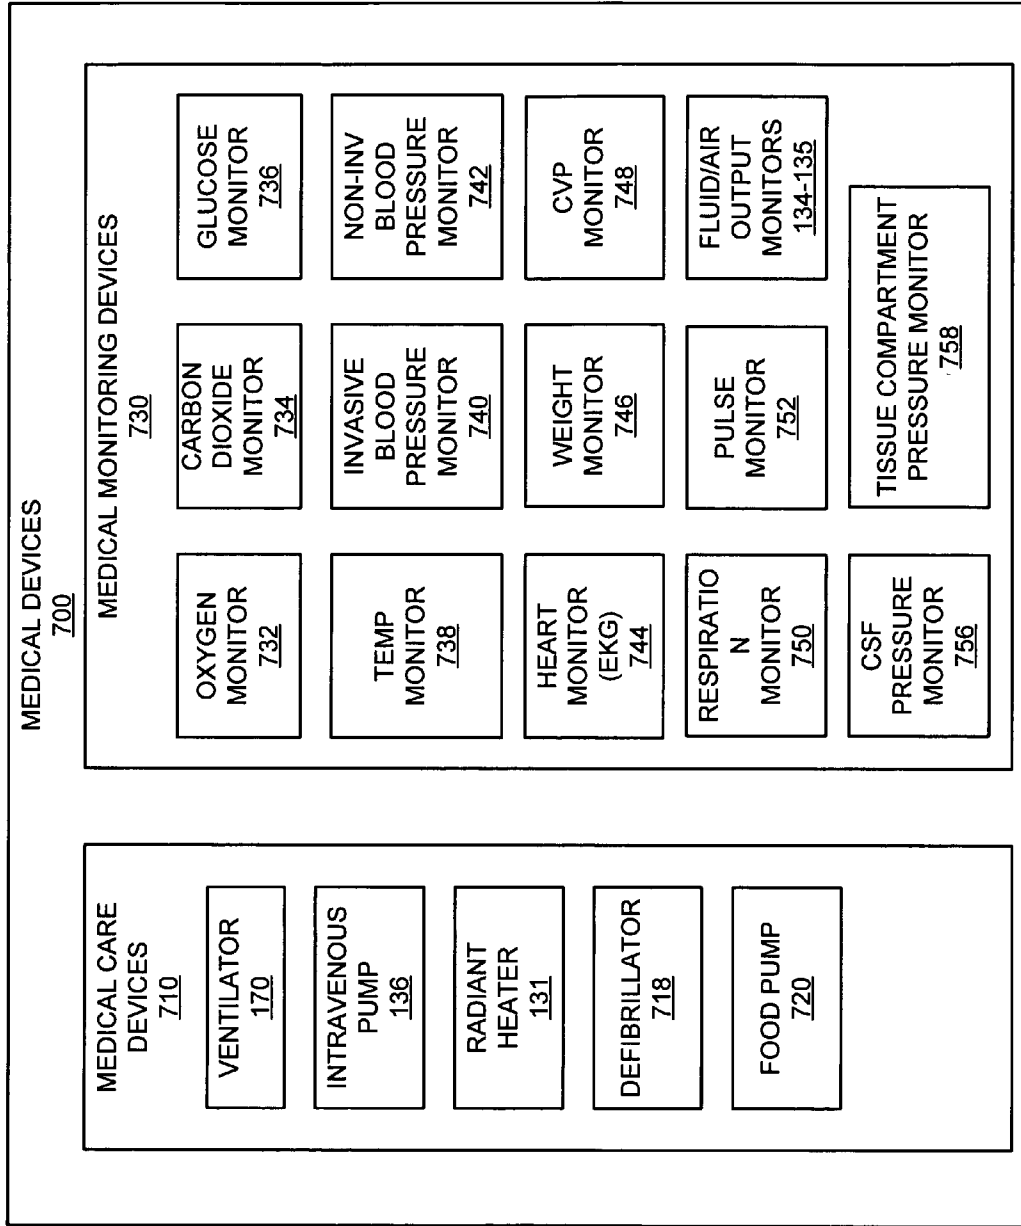 MEDICAL DEVICES
700
MEDICAL CARE
DEVICES
710
VENTILATOR
170
INTRAVENOUS
PUMP
136
RADIANT
HEATER
131
DEFIBRILLATOR
718
FOOD PUMP
720
MEDICAL MONITORING DEVICES
730
OXYGEN
MONITOR
732
CARBON
DIOXIDE
MONITOR
734
GLUCOSE
MONITOR
736
TEMP
MONITOR
738
INVASIVE
BLOOD
PRESSURE
MONITOR
740
NON-INV
BLOOD
PRESSURE
MONITOR
742
HEART
MONITOR
(EKG)
744
WEIGHT
MONITOR
746
CVP
MONITOR
748
RESPIRATIO
N
MONITOR
750
PULSE
MONITOR
752
FLUID/AIR
OUTPUT
MONITORS
134-135
CSF
PRESSURE
MONITOR
756
TISSUE COMPARTMENT
PRESSURE MONITOR
758